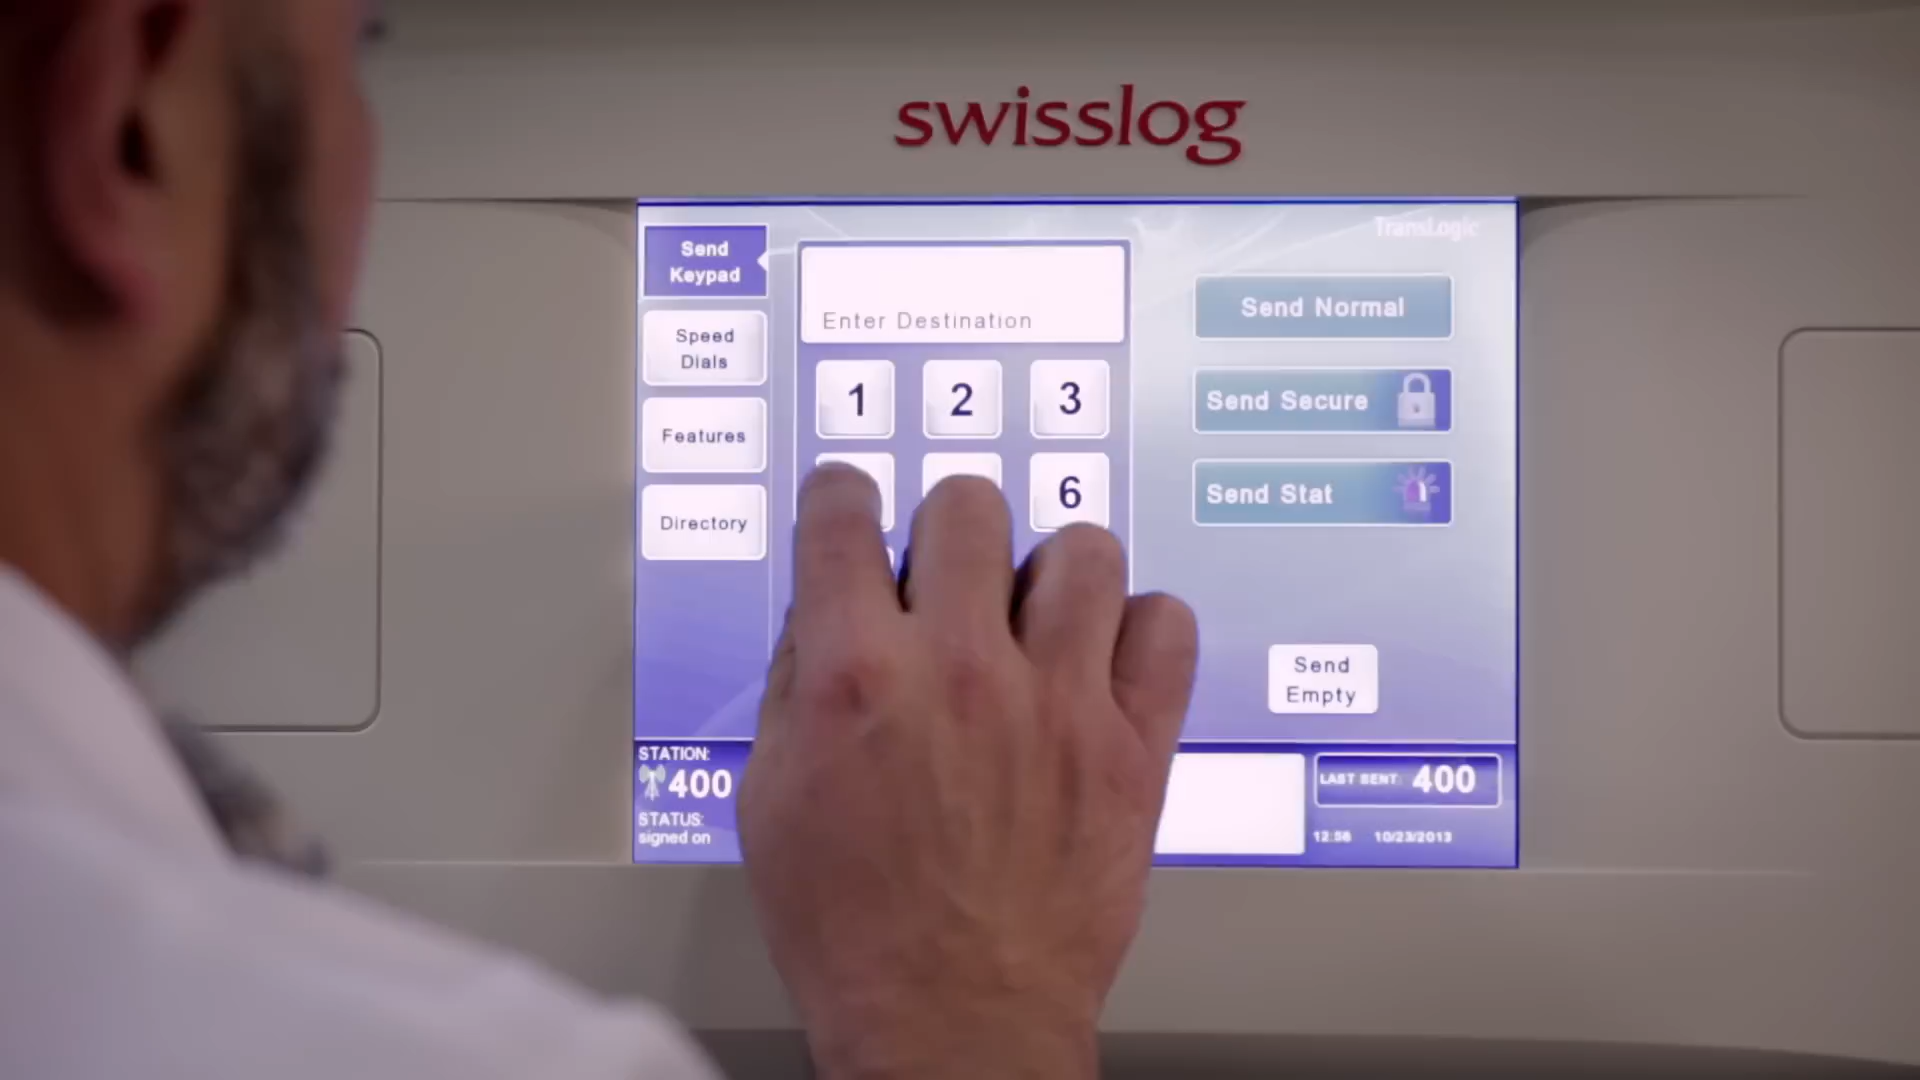 swisslog
TransLogic
Send
Keypad
Speed
Dials
Features
Directory
Enter Destination
1 2 3
6
Send Normal
Send Secure
Send Stat
Send
Empty
STATION:
400
STATUS:
signed on
LAST SENT: 400
12:56 10/23/2013